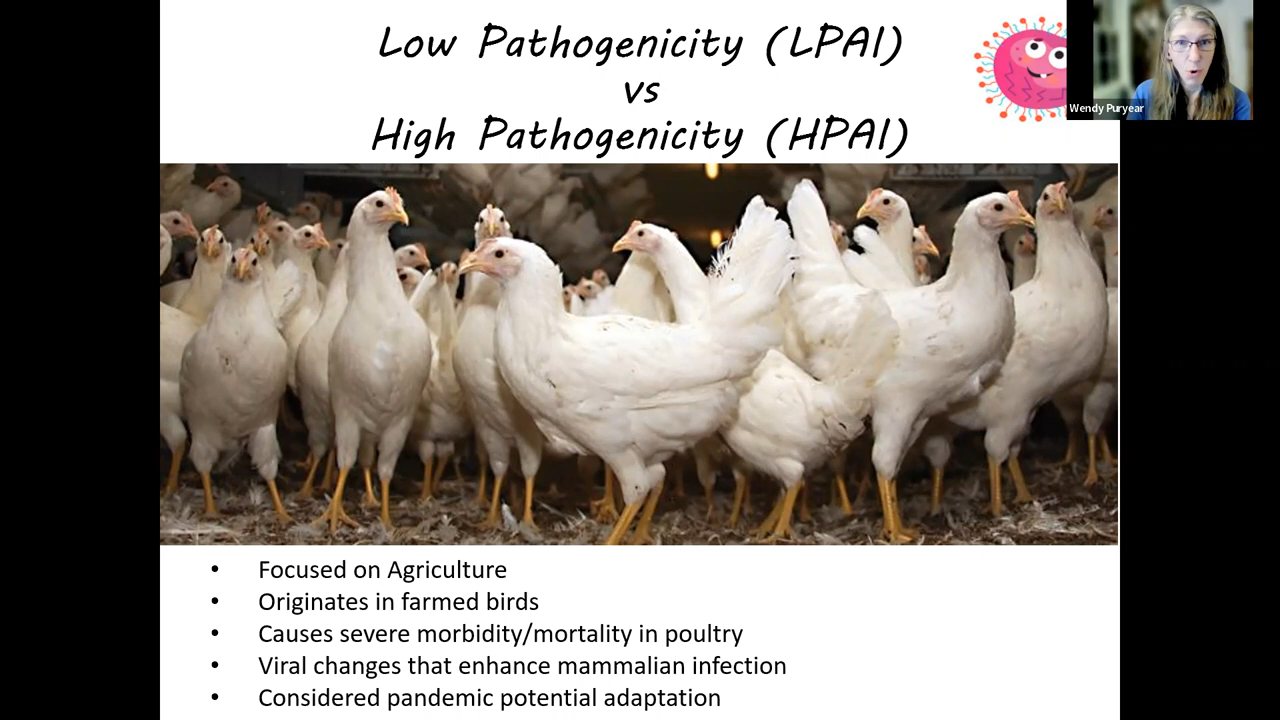 Low Pathogenicity (LPAI)
vs
High Pathogenicity (HPAI)
Wendy Puryear
• Focused on Agriculture
• Originates in farmed birds
• Causes severe morbidity/mortality in poultry
• Viral changes that enhance mammalian infection
• Considered pandemic potential adaptation